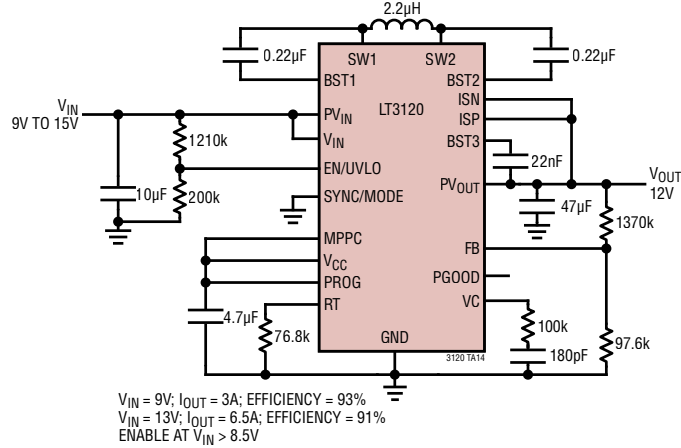 2.2µH
0.22µF
SW1
SW2
0.22µF
BST1
BST2
LT3120
ISN
ISP
V_IN
9V TO 15V
PV_IN
V_IN
1210k
BST3
22nF
EN/UVLO
10µF
200k
PV_OUT
V_OUT
12V
SYNC/MODE
47µF
1370k
MPPC
FB
V_CC
PROG
PGOOD
RT
VC
4.7µF
76.8k
100k
180pF
97.6k
GND
3120 TA14
V_IN = 9V; I_OUT = 3A; EFFICIENCY = 93%
V_IN = 13V; I_OUT = 6.5A; EFFICIENCY = 91%
ENABLE AT V_IN > 8.5V